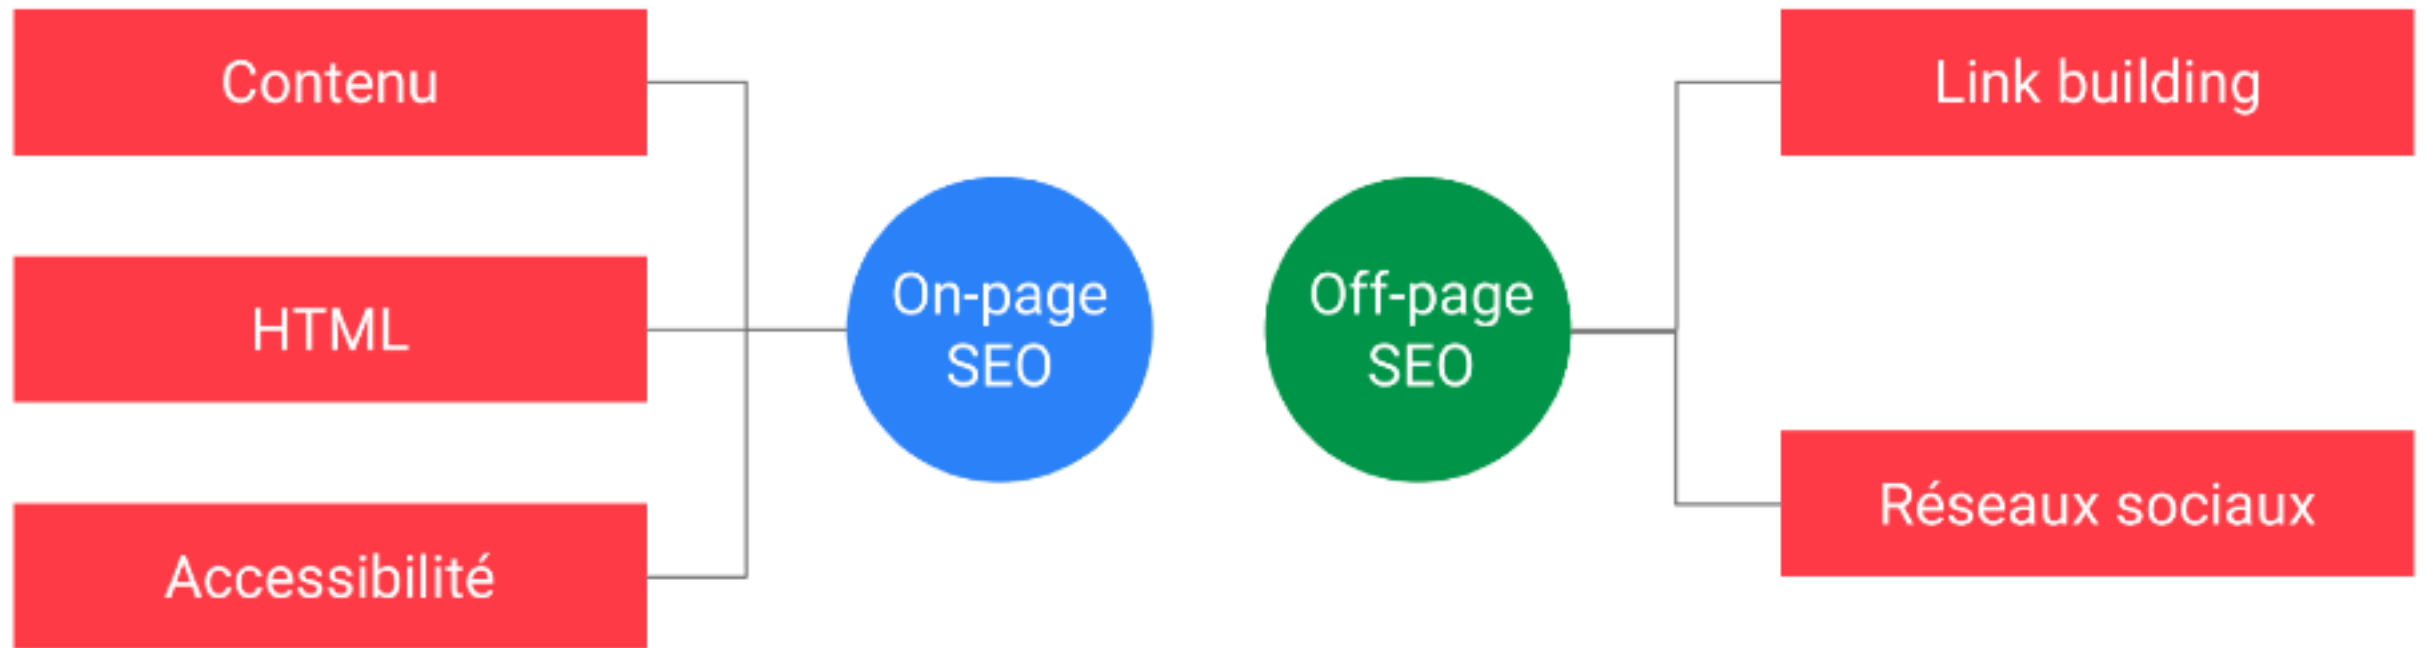 Contenu
HTML
Accessibilité
On-page
SEO
Off-page
SEO
Link building
Réseaux sociaux